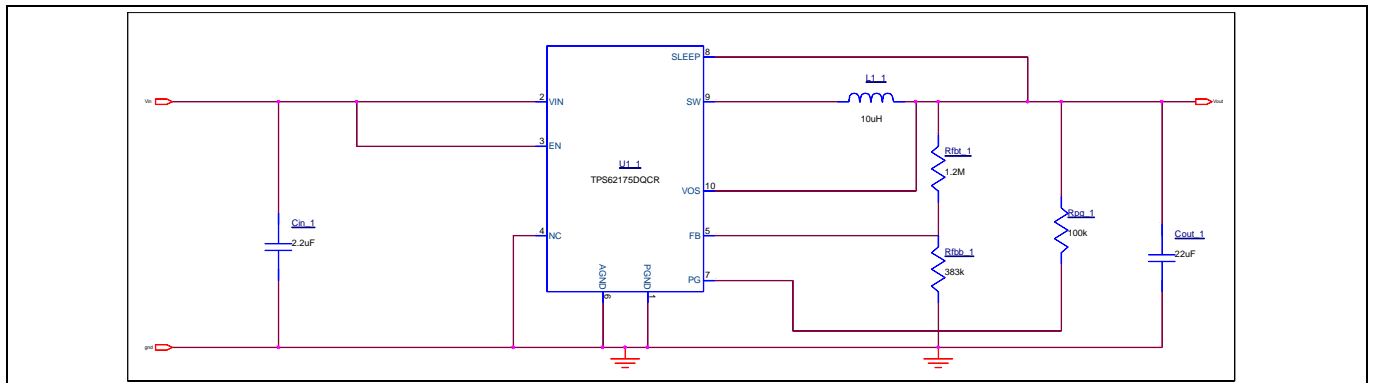 SLEEP
8
Vin
2
VIN
SW
9
L1_1
10uH
Vout
3
EN
U1_1
TPS62175DQCR
Rfbt_1
1.2M
VOS
10
Cin_1
2.2uF
4
NC
FB
5
Rpg_1
100k
Cout_1
22uF
Rfbb_1
383k
AGND
6
PGND
1
PG
7
gnd